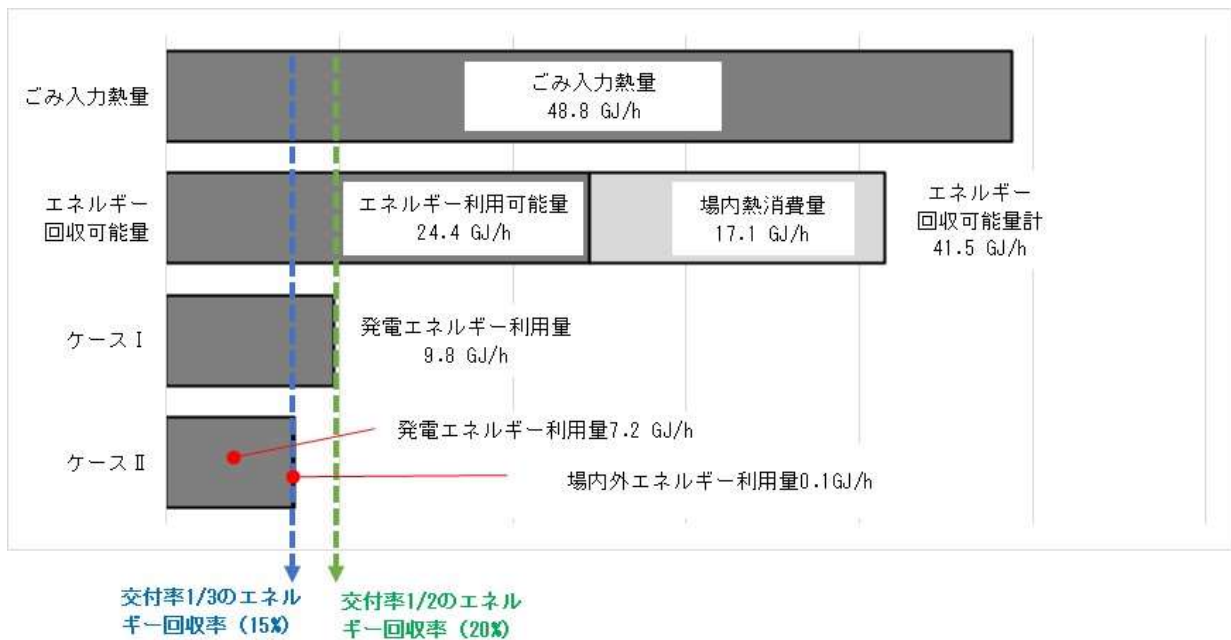 ごみ入力熱量
ごみ入力熱量
48.8 GJ/h
エネルギー
回収可能量
エネルギー利用可能量
24.4 GJ/h
場内熱消費量
17.1 GJ/h
エネルギー
回収可能量計
41.5 GJ/h
ケースⅠ
発電エネルギー利用量
9.8 GJ/h
ケースⅡ
発電エネルギー利用量7.2 GJ/h
場内外エネルギー利用量0.1GJ/h
交付率1/3のエネル
ギー回収率（15%）
交付率1/2のエネル
ギー回収率（20%）